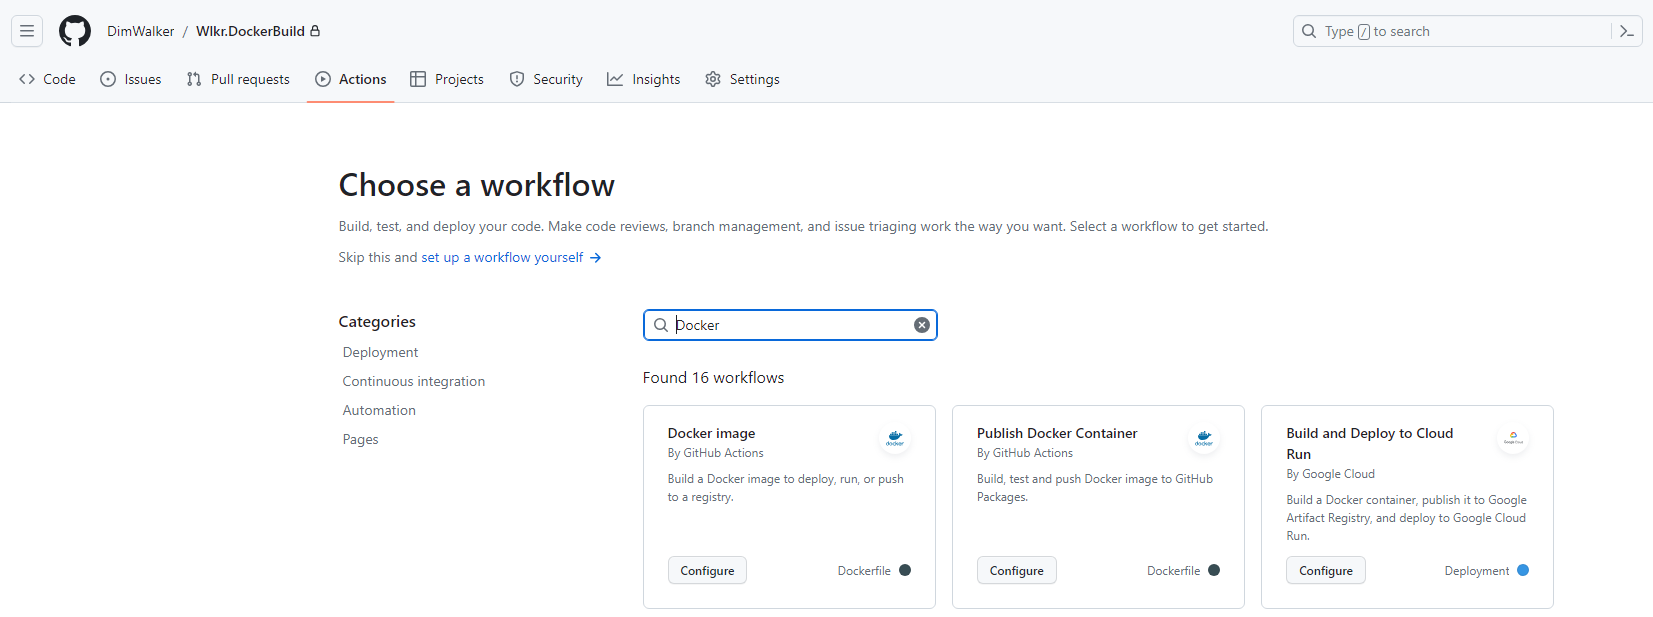 DimWalker / Wlkr.DockerBuild
Type / to search
Code Issues Pull requests Actions Projects Security Insights Settings
Choose a workflow
Build, test, and deploy your code. Make code reviews, branch management, and issue triaging work the way you want. Select a workflow to get started.
Skip this and set up a workflow yourself →
Categories
Deployment
Continuous integration
Automation
Pages
Docker
Found 16 workflows
Docker image
By GitHub Actions
Build a Docker image to deploy, run, or push
to a registry.
Configure
Dockerfile
docker
Publish Docker Container
By GitHub Actions
Build, test and push Docker image to GitHub
Packages.
Configure
Dockerfile
docker
Build and Deploy to Cloud
Run
By Google Cloud
Build a Docker container, publish it to Google
Artifact Registry, and deploy to Google Cloud
Run.
Configure
Deployment
Google Cloud